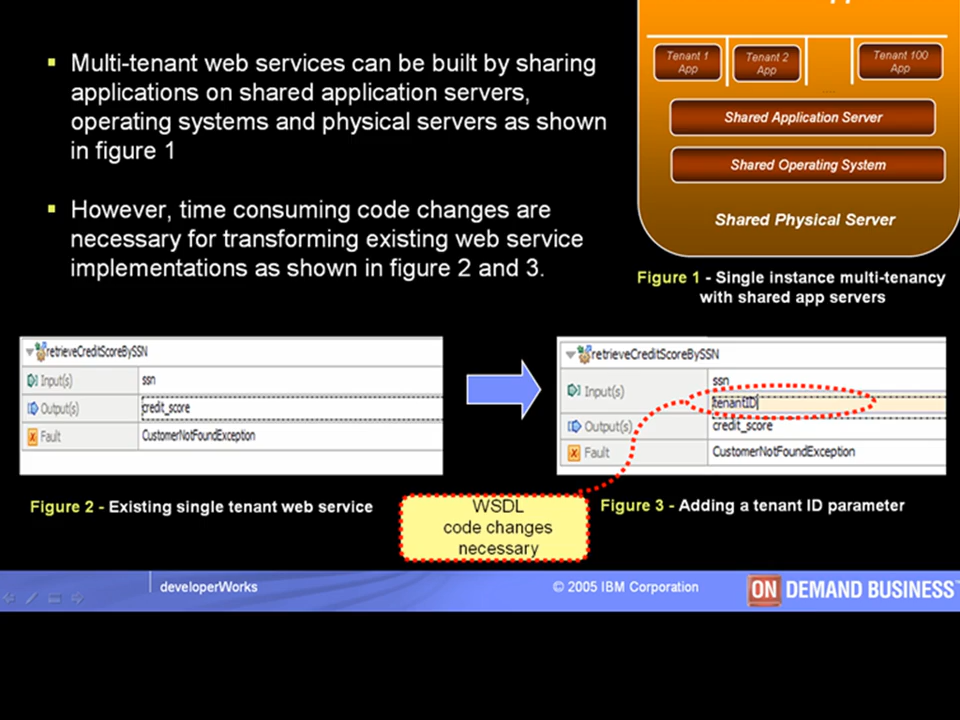 Multi-tenant web services can be built by sharing
applications on shared application servers,
operating systems and physical servers as shown
in figure 1
However, time consuming code changes are
necessary for transforming existing web service
implementations as shown in figure 2 and 3.
Tenant 1
App
Tenant 2
App
....
Tenant 100
App
Shared Application Server
Shared Operating System
Shared Physical Server
Figure 1 - Single instance multi-tenancy
with shared app servers
retrieveCreditScoreBySSN
Input(s) ssn
Output(s) credit_score
Fault CustomerNotFoundException
Figure 2 - Existing single tenant web service
retrieveCreditScoreBySSN
Input(s) ssn
tenantID
Output(s) credit_score
Fault CustomerNotFoundException
Figure 3 - Adding a tenant ID parameter
WSDL
code changes
necessary
developerWorks
© 2005 IBM Corporation
ON DEMAND BUSINESS™